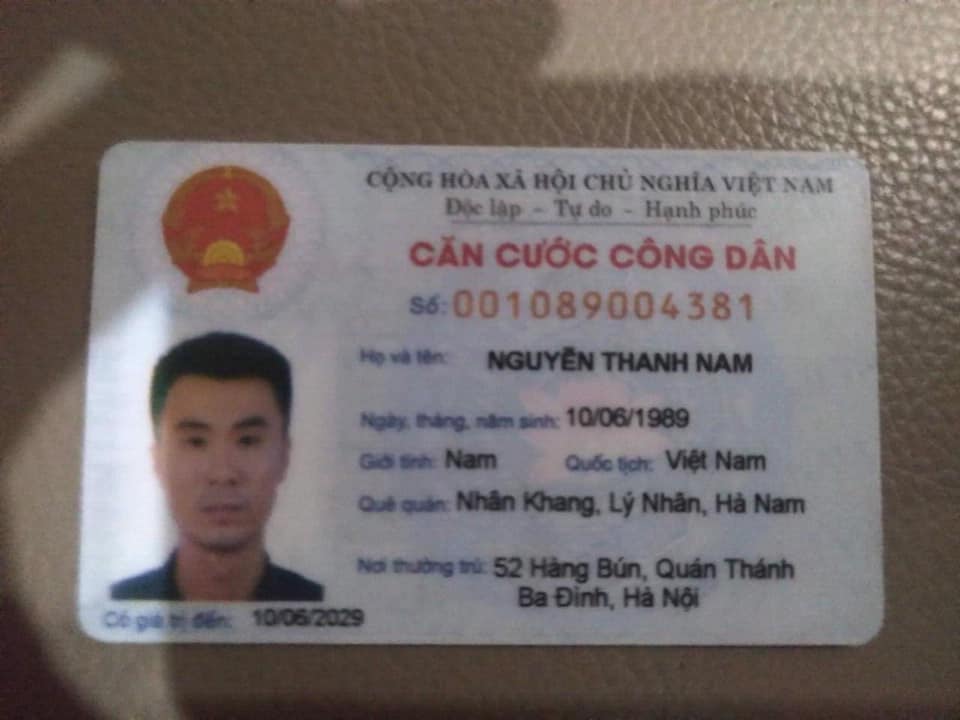 CỘNG HÒA XÃ HỘI CHỦ NGHĨA VIỆT NAM
Độc lập - Tự do - Hạnh phúc
CĂN CƯỚC CÔNG DÂN
Số: 001089004381
Họ và tên: NGUYỄN THANH NAM
Ngày, tháng, năm sinh: 10/06/1989
Giới tính: Nam Quốc tịch: Việt Nam
Quê quán: Nhân Khang, Lý Nhân, Hà Nam
Nơi thường trú: 52 Hàng Bún, Quán Thánh
Ba Đình, Hà Nội
Có giá trị đến: 10/06/2029